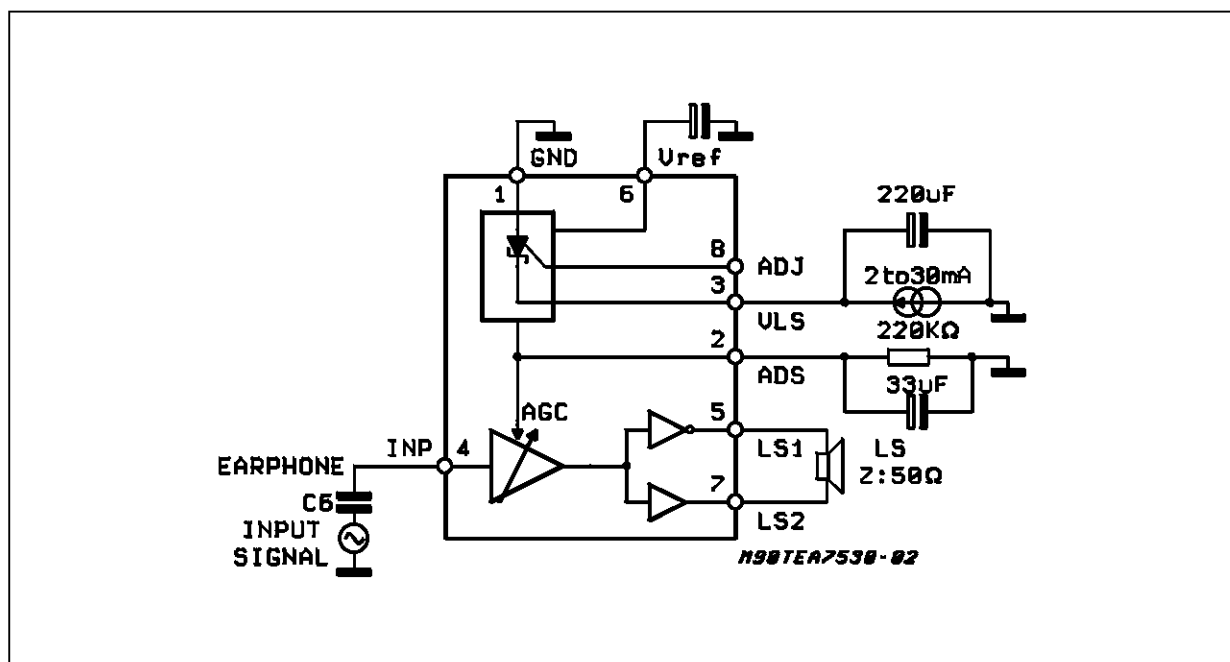 GND
Vref
1
6
220uF
8
ADJ
2to30mA
3
VLS
220KΩ
2
ADS
33uF
AGC
5
INP
4
LS1
LS
Z:50Ω
EARPHONE
C6
7
LS2
INPUT
SIGNAL
M90TEA7530-02